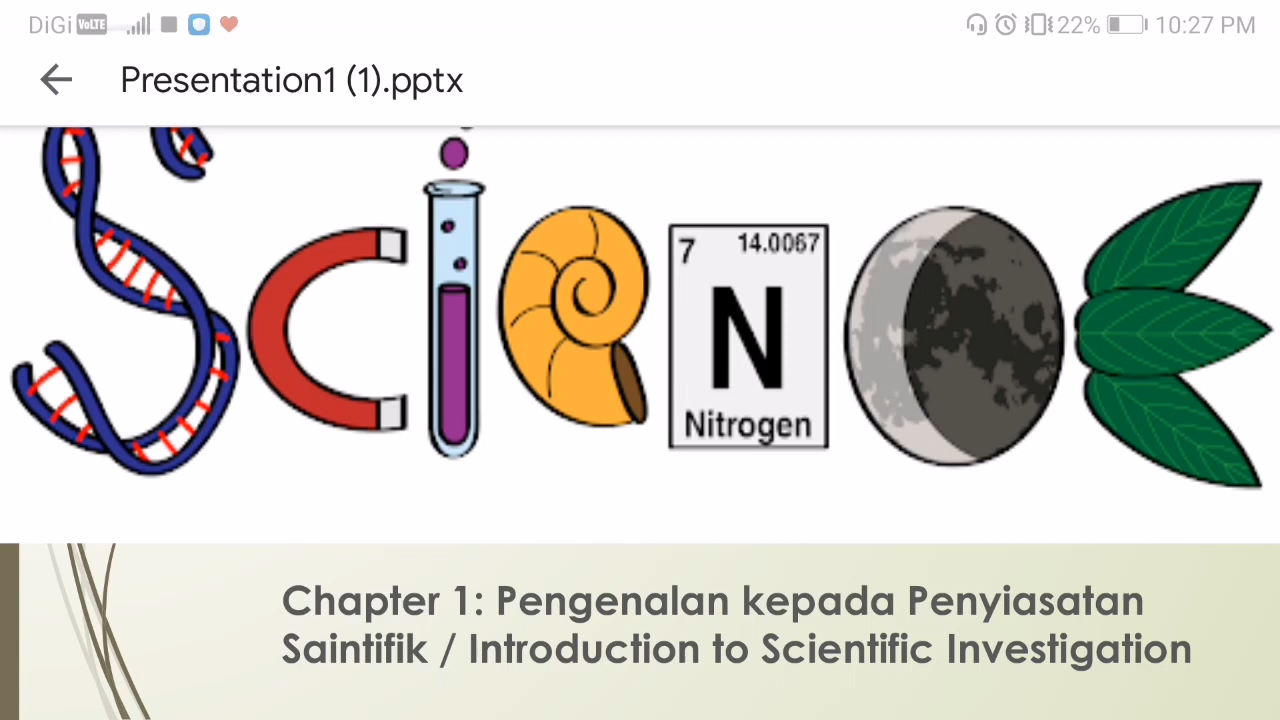 DiGi VoLTE 22% 10:27 PM
Presentation1 (1).pptx
7 14.0067
N
Nitrogen
Chapter 1: Pengenalan kepada Penyiasatan
Saintifik / Introduction to Scientific Investigation